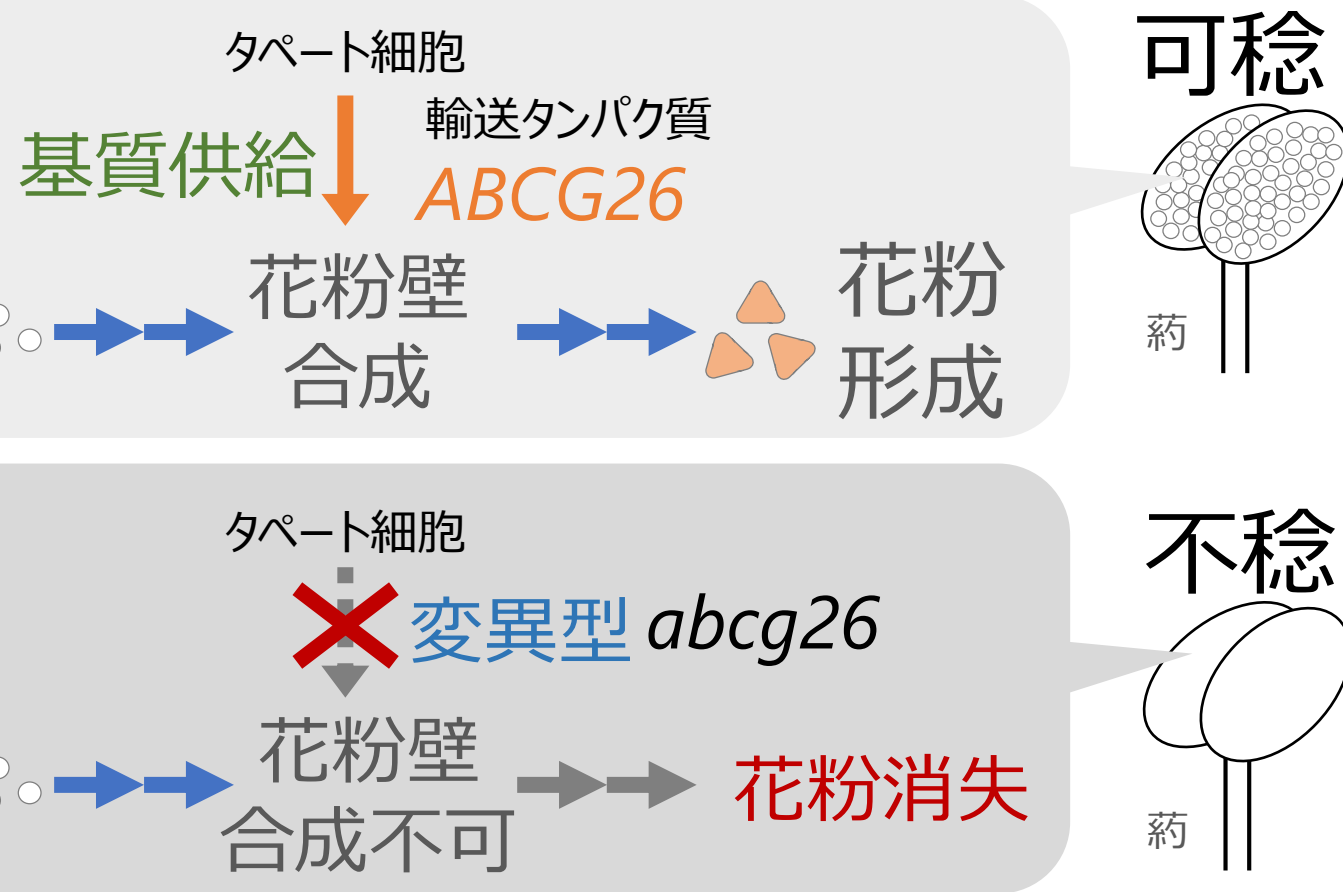 可稔
タペート細胞
輸送タンパク質
基質供給
ABCG26
花粉壁
合成
花粉
形成
葯
不稔
タペート細胞
変異型 abcg26
花粉壁
合成不可
花粉消失
葯